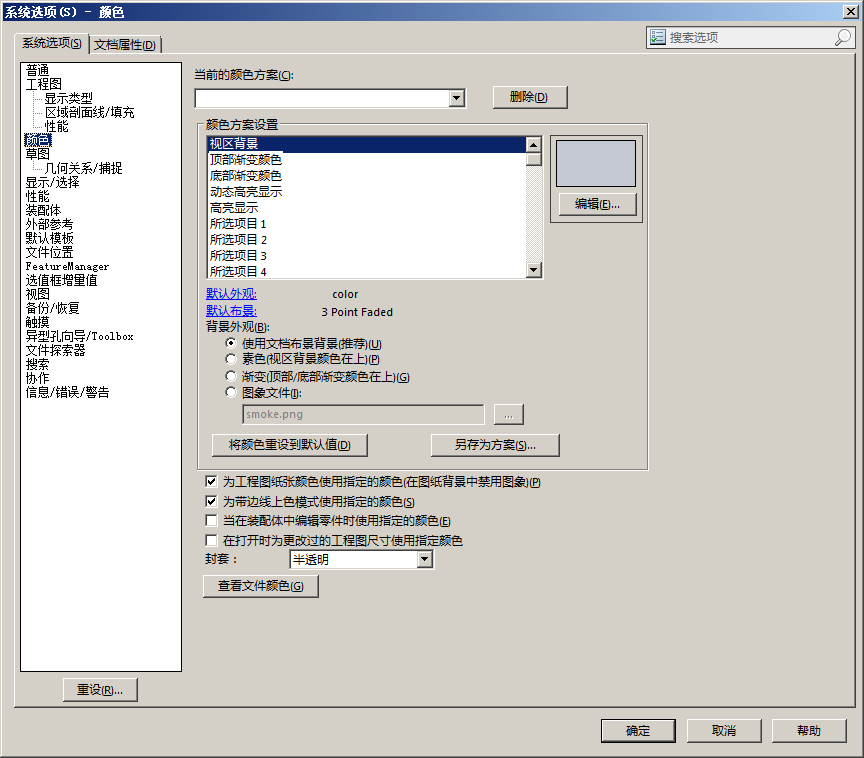 系统选项(S) - 颜色
系统选项(S)
文档属性(D)
搜索选项
普通
工程图
显示类型
区域剖面线/填充
性能
颜色
草图
几何关系/捕捉
显示/选择
性能
装配体
外部参考
默认模板
文件位置
FeatureManager
选值框增量值
视图
备份/恢复
触摸
异型孔向导/Toolbox
文件探索器
搜索
协作
信息/错误/警告
重设(R)...
当前的颜色方案(C):
删除(D)
颜色方案设置
视区背景
顶部渐变颜色
底部渐变颜色
动态高亮显示
高亮显示
所选项目 1
所选项目 2
所选项目 3
所选项目 4
编辑(E)...
默认外观: color
默认布景: 3 Point Faded
背景外观(B):
使用文档布景背景(推荐)(U)
素色(视区背景颜色在上)(P)
渐变(顶部/底部渐变颜色在上)(G)
图象文件(I):
smoke.png
...
将颜色重设到默认值(D)
另存为方案(S)...
为工程图纸张颜色使用指定的颜色(在图纸背景中禁用图象)(P)
为带边线上色模式使用指定的颜色(S)
当在装配体中编辑零件时使用指定的颜色(E)
在打开时为更改过的工程图尺寸使用指定颜色
封套： 半透明
查看文件颜色(G)
确定
取消
帮助